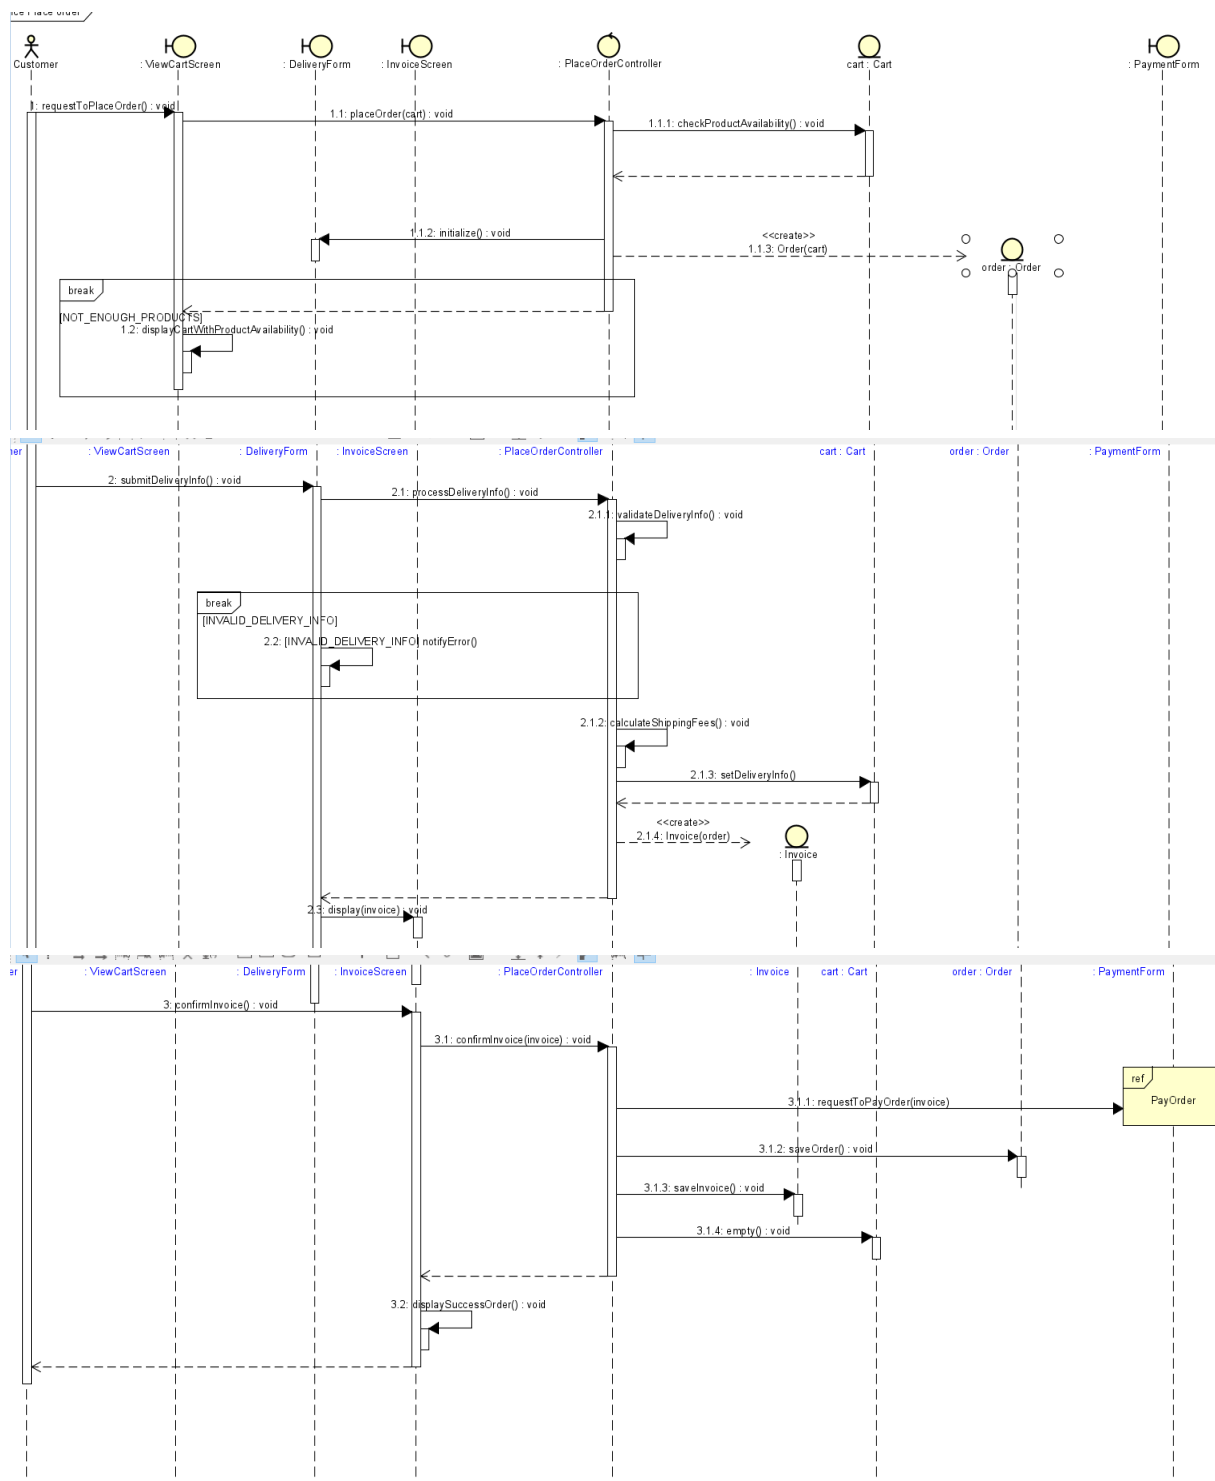 Place order
Customer
: ViewCartScreen
: DeliveryForm
: InvoiceScreen
: PlaceOrderController
cart : Cart
: PaymentForm
1: requestToPlaceOrder() : void
1.1: placeOrder(cart) : void
1.1.1: checkProductAvailability() : void
1.1.2: initialize() : void
<<create>>
1.1.3: Order(cart)
order : Order
break
[NOT_ENOUGH_PRODUCTS]
1.2: displayCartWithProductAvailability() : void
: ViewCartScreen
: DeliveryForm
: InvoiceScreen
: PlaceOrderController
cart : Cart
order : Order
: PaymentForm
2: submitDeliveryInfo() : void
2.1: processDeliveryInfo() : void
2.1.1: validateDeliveryInfo() : void
break
[INVALID_DELIVERY_INFO]
2.2: [INVALID_DELIVERY_INFO] notifyError()
2.1.2: calculateShippingFees() : void
2.1.3: setDeliveryInfo()
<<create>>
2.1.4: Invoice(order)
: Invoice
2.3: display(invoice) : void
: ViewCartScreen
: DeliveryForm
: InvoiceScreen
: PlaceOrderController
: Invoice
cart : Cart
order : Order
: PaymentForm
3: confirmInvoice() : void
3.1: confirmInvoice(invoice) : void
ref
PayOrder
3.1.1: requestToPayOrder(invoice)
3.1.2: saveOrder() : void
3.1.3: saveInvoice() : void
3.1.4: empty() : void
3.2: displaySuccessOrder() : void